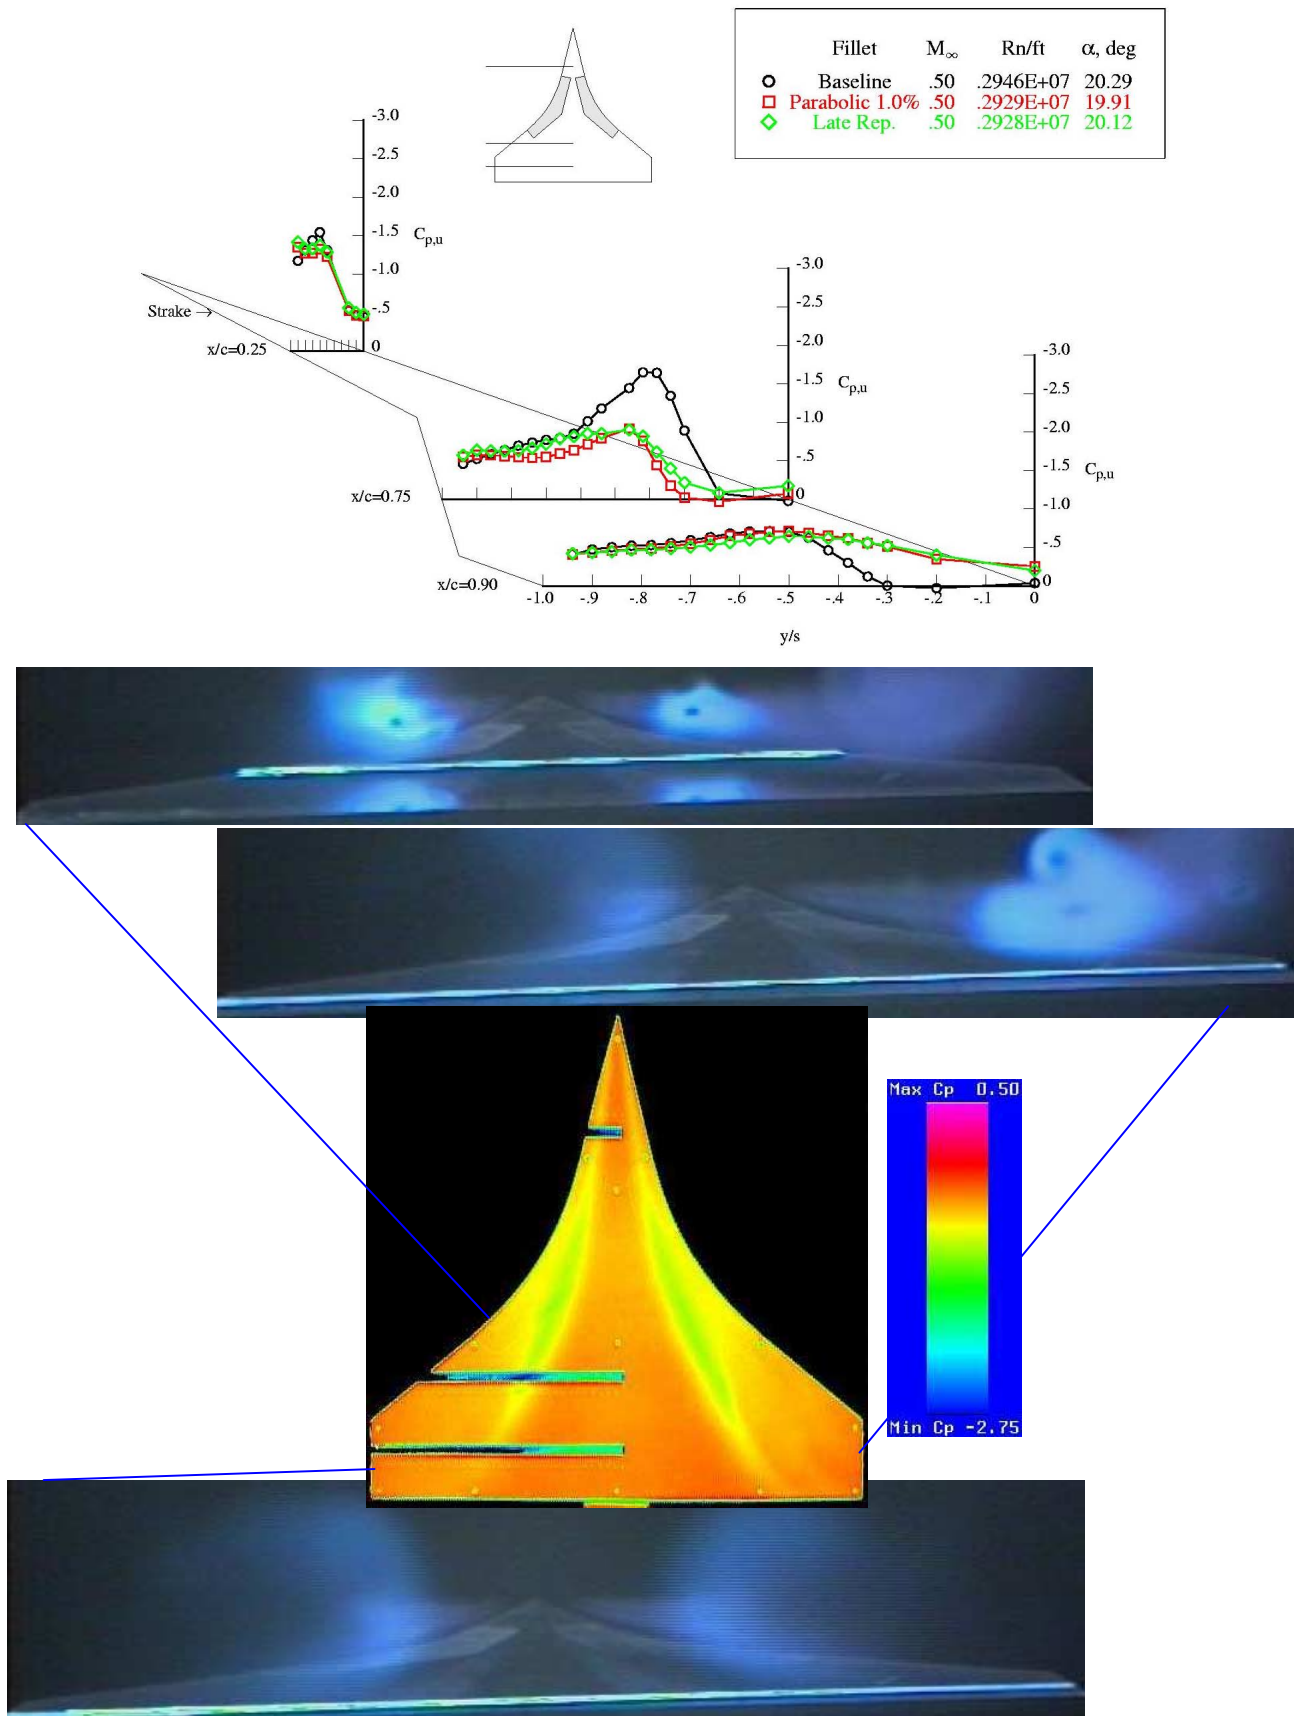 Fillet M∞ Rn/ft α, deg
Baseline .50 .2946E+07 20.29
Parabolic 1.0% .50 .2929E+07 19.91
Late Rep. .50 .2928E+07 20.12
-3.0
-2.5
-2.0
-1.5
Cp,u
-1.0
-.5
0
Strake →
x/c=0.25
-3.0
-2.5
-2.0
-1.5
Cp,u
-1.0
-.5
0
x/c=0.75
-3.0
-2.5
-2.0
-1.5
Cp,u
-1.0
-.5
0
x/c=0.90
-1.0 -.9 -.8 -.7 -.6 -.5 -.4 -.3 -.2 -.1 0
y/s
Max Cp 0.50
Min Cp -2.75